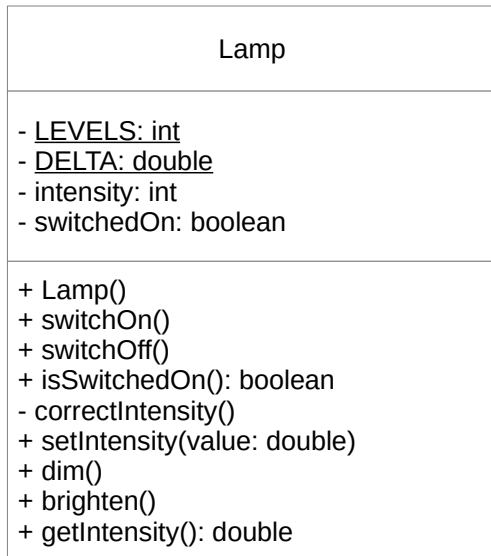 Lamp
- LEVELS: int
- DELTA: double
- intensity: int
- switchedOn: boolean
+ Lamp()
+ switchOn()
+ switchOff()
+ isSwitchedOn(): boolean
- correctIntensity()
+ setIntensity(value: double)
+ dim()
+ brighten()
+ getIntensity(): double